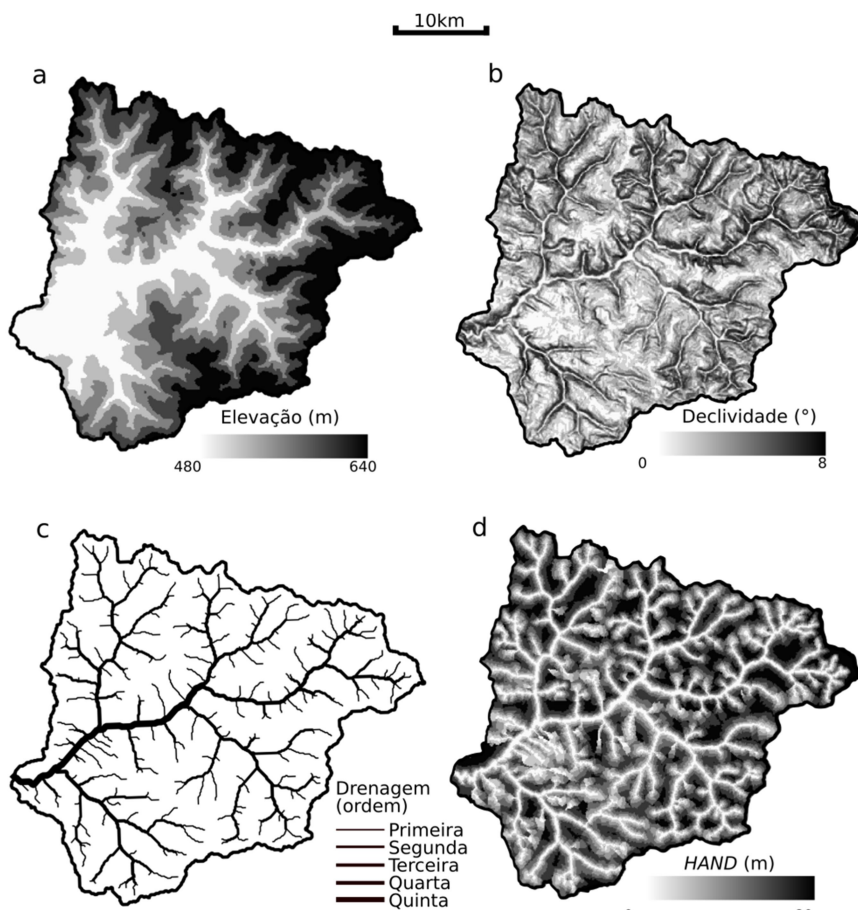 10km
a
b
Elevação (m)
480 640
Declividade (°)
0 8
c
d
Drenagem
(ordem)
Primeira
Segunda
Terceira
Quarta
Quinta
HAND (m)